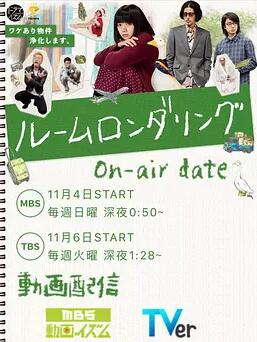 ワケあり物件
浄化します。
ルームロンダリング
On-air date
MBS
11月4日START
毎週日曜 深夜0:50~
TBS
11月6日START
毎週火曜 深夜1:28~
動画配信
MBS
動画イズム
TVer